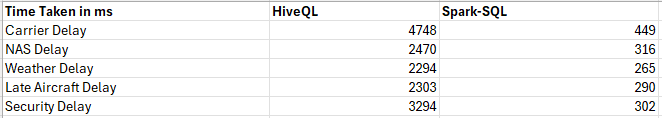 Time Taken in ms HiveQL Spark-SQL
Carrier Delay 4748 449
NAS Delay 2470 316
Weather Delay 2294 265
Late Aircraft Delay 2303 290
Security Delay 3294 302